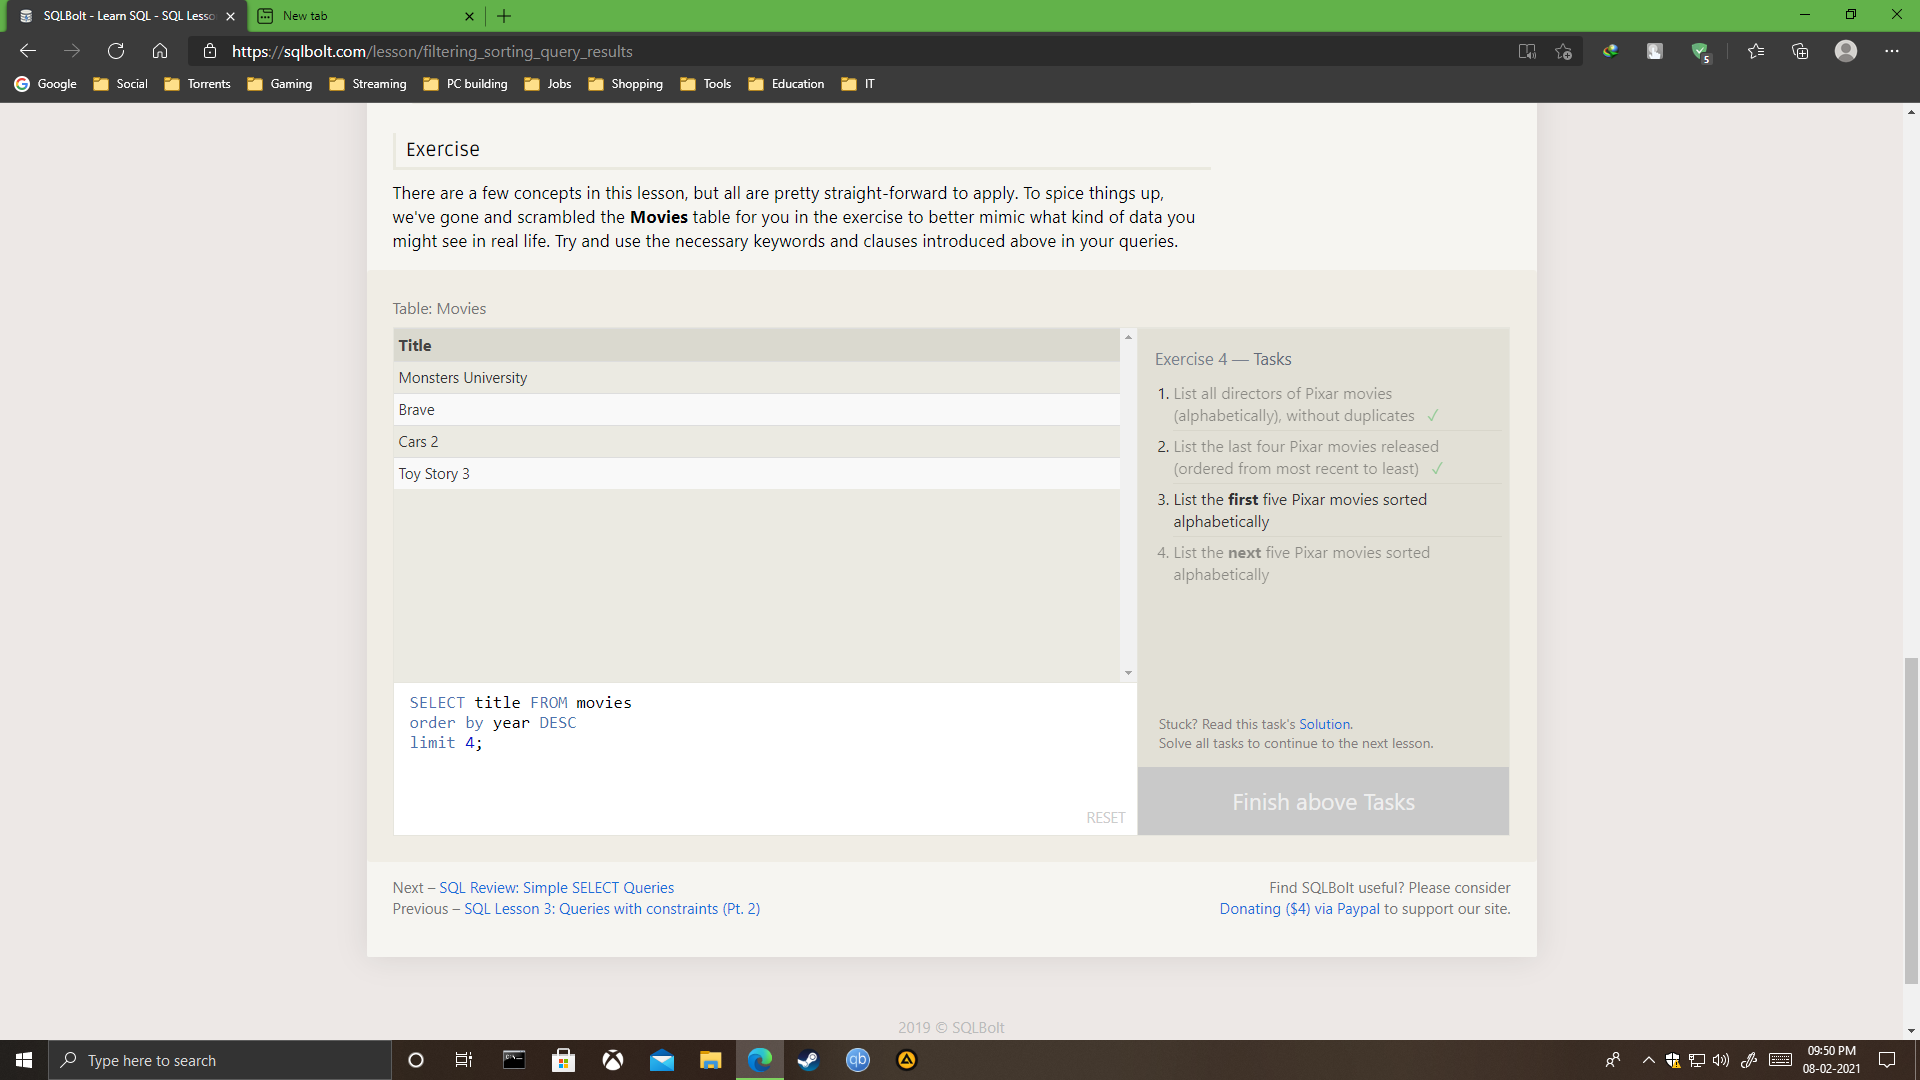 SQLBolt - Learn SQL - SQL Lesso
New tab
https://sqlbolt.com/lesson/filtering_sorting_query_results
5
Google
Social
Torrents
Gaming
Streaming
PC building
Jobs
Shopping
Tools
Education
IT
Exercise
There are a few concepts in this lesson, but all are pretty straight-forward to apply. To spice things up,
we've gone and scrambled the Movies table for you in the exercise to better mimic what kind of data you
might see in real life. Try and use the necessary keywords and clauses introduced above in your queries.
Table: Movies
Title
Monsters University
Brave
Cars 2
Toy Story 3
SELECT title FROM movies
order by year DESC
limit 4;
RESET
Exercise 4 — Tasks
1. List all directors of Pixar movies
(alphabetically), without duplicates ✓
2. List the last four Pixar movies released
(ordered from most recent to least) ✓
3. List the first five Pixar movies sorted
alphabetically
4. List the next five Pixar movies sorted
alphabetically
Stuck? Read this task's Solution.
Solve all tasks to continue to the next lesson.
Finish above Tasks
Next – SQL Review: Simple SELECT Queries
Previous – SQL Lesson 3: Queries with constraints (Pt. 2)
Find SQLBolt useful? Please consider
Donating ($4) via Paypal to support our site.
2019 © SQLBolt
Type here to search
qb
09:50 PM
08-02-2021